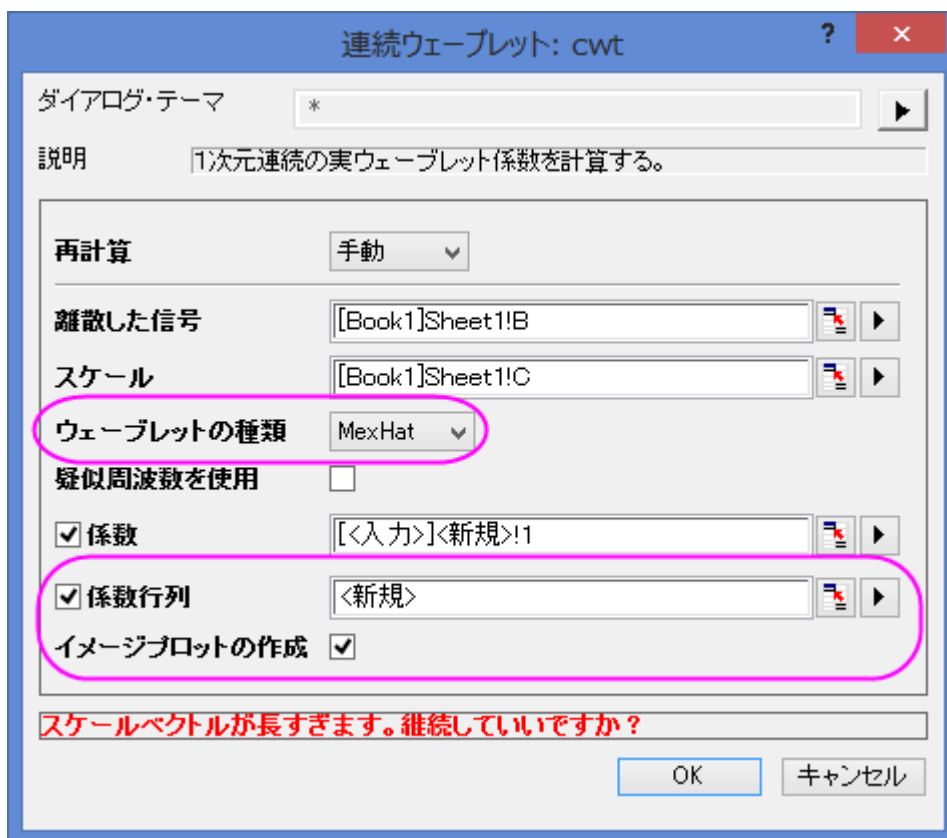 連続ウェーブレット: cwt ? ×
ダイアログ・テーマ *
説明 1次元連続の実ウェーブレット係数を計算する。
再計算 手動
離散した信号 [Book1]Sheet1!B
スケール [Book1]Sheet1!C
ウェーブレットの種類 MexHat
疑似周波数を使用
係数 [<入力>]<新規>!1
係数行列 <新規>
イメージプロットの作成
スケールベクトルが長すぎます。継続していいですか？
OK キャンセル